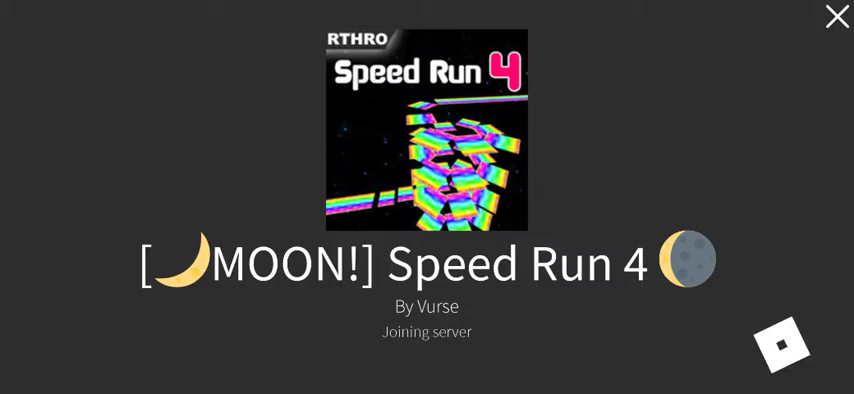 RTHRO
Speed Run 4
[🌙MOON!] Speed Run 4 🌘
By Vurse
Joining server